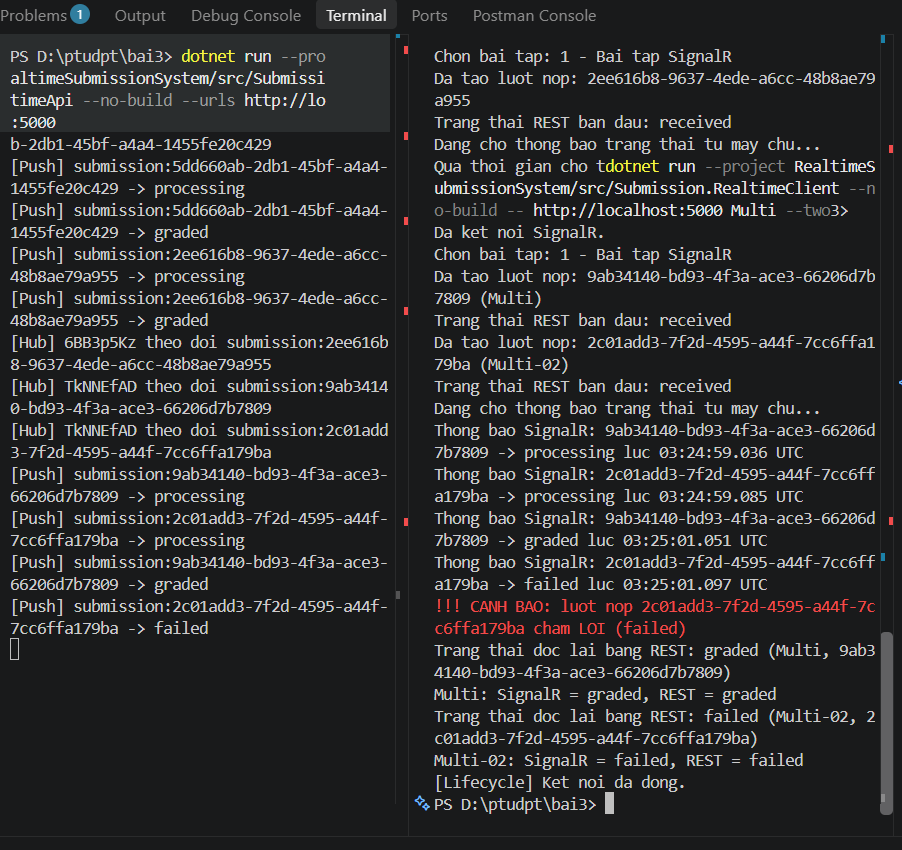 Problems 1 Output Debug Console Terminal Ports Postman Console
PS D:\ptudpt\bai3> dotnet run --pro
altimeSubmissionSystem/src/Submissi
timeApi --no-build --urls http://lo
:5000
b-2db1-45bf-a4a4-1455fe20c429
[Push] submission:5dd660ab-2db1-45bf-a4a4-
1455fe20c429 -> processing
[Push] submission:5dd660ab-2db1-45bf-a4a4-
1455fe20c429 -> graded
[Push] submission:2ee616b8-9637-4ede-a6cc-
48b8ae79a955 -> processing
[Push] submission:2ee616b8-9637-4ede-a6cc-
48b8ae79a955 -> graded
[Hub] 6BB3p5Kz theo doi submission:2ee616b
8-9637-4ede-a6cc-48b8ae79a955
[Hub] TkNNEfAD theo doi submission:9ab3414
0-bd93-4f3a-ace3-66206d7b7809
[Hub] TkNNEfAD theo doi submission:2c01add
3-7f2d-4595-a44f-7cc6ffa179ba
[Push] submission:9ab34140-bd93-4f3a-ace3-
66206d7b7809 -> processing
[Push] submission:2c01add3-7f2d-4595-a44f-
7cc6ffa179ba -> processing
[Push] submission:9ab34140-bd93-4f3a-ace3-
66206d7b7809 -> graded
[Push] submission:2c01add3-7f2d-4595-a44f-
7cc6ffa179ba -> failed
Chon bai tap: 1 - Bai tap SignalR
Da tao luot nop: 2ee616b8-9637-4ede-a6cc-48b8ae79
a955
Trang thai REST ban dau: received
Dang cho thong bao trang thai tu may chu...
Qua thoi gian cho tdotnet run --project RealtimeS
ubmissionSystem/src/Submission.RealtimeClient --n
o-build -- http://localhost:5000 Multi --two3>
Da ket noi SignalR.
Chon bai tap: 1 - Bai tap SignalR
Da tao luot nop: 9ab34140-bd93-4f3a-ace3-66206d7b
7809 (Multi)
Trang thai REST ban dau: received
Da tao luot nop: 2c01add3-7f2d-4595-a44f-7cc6ffa1
79ba (Multi-02)
Trang thai REST ban dau: received
Dang cho thong bao trang thai tu may chu...
Thong bao SignalR: 9ab34140-bd93-4f3a-ace3-66206d
7b7809 -> processing luc 03:24:59.036 UTC
Thong bao SignalR: 2c01add3-7f2d-4595-a44f-7cc6ff
a179ba -> processing luc 03:24:59.085 UTC
Thong bao SignalR: 9ab34140-bd93-4f3a-ace3-66206d
7b7809 -> graded luc 03:25:01.051 UTC
Thong bao SignalR: 2c01add3-7f2d-4595-a44f-7cc6ff
a179ba -> failed luc 03:25:01.097 UTC
!!! CANH BAO: luot nop 2c01add3-7f2d-4595-a44f-7c
c6ffa179ba cham LOI (failed)
Trang thai doc lai bang REST: graded (Multi, 9ab3
4140-bd93-4f3a-ace3-66206d7b7809)
Multi: SignalR = graded, REST = graded
Trang thai doc lai bang REST: failed (Multi-02, 2
c01add3-7f2d-4595-a44f-7cc6ffa179ba)
Multi-02: SignalR = failed, REST = failed
[Lifecycle] Ket noi da dong.
PS D:\ptudpt\bai3>